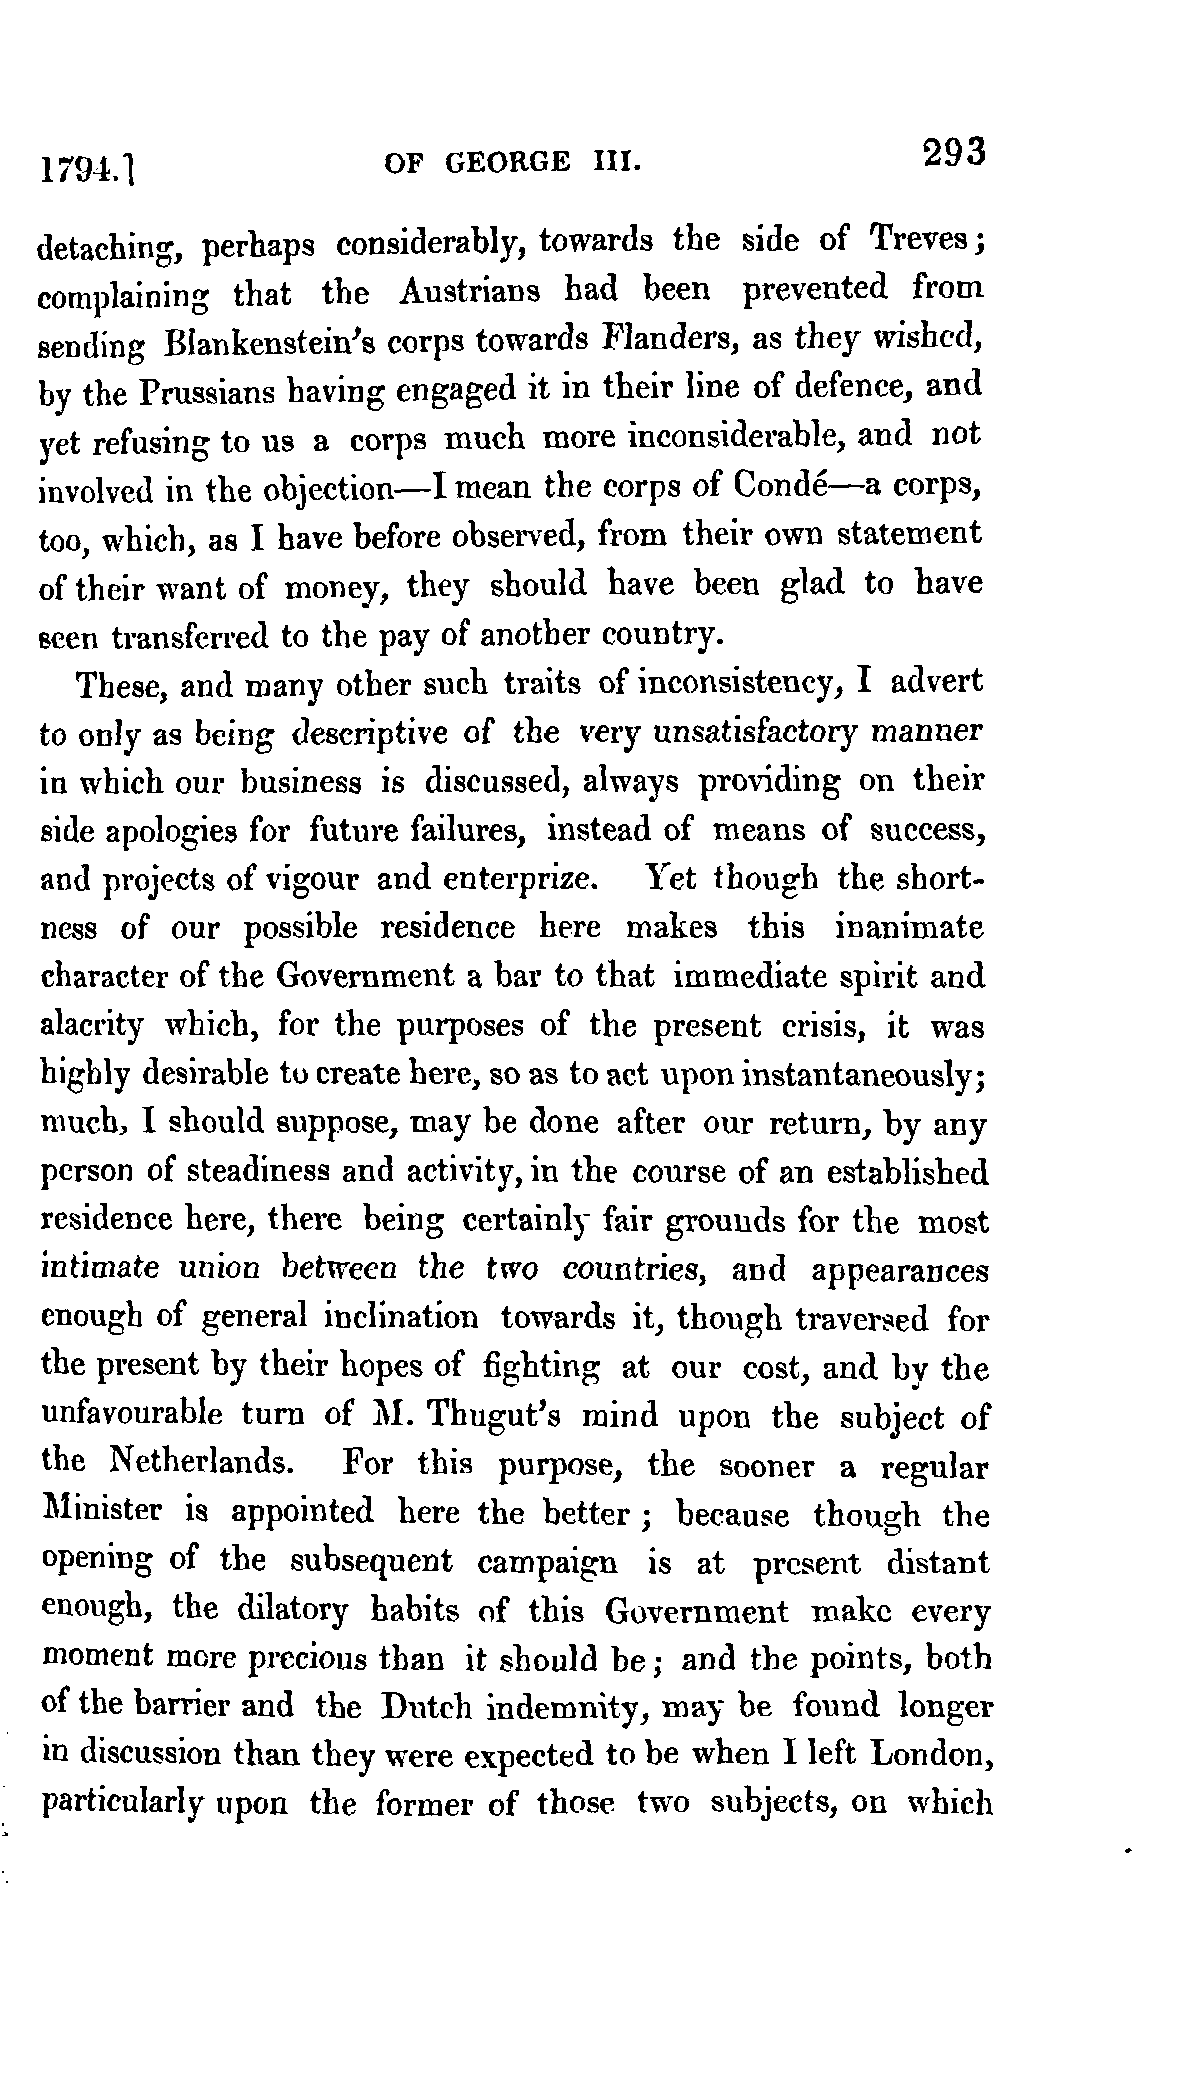 1794.] OF GEORGE III. 293
detaching, perhaps considerably, towards the side of Treves;
complaining that the Austrians had been prevented from
sending Blankenstein's corps towards Flanders, as they wished,
by the Prussians having engaged it in their line of defence, and
yet refusing to us a corps much more inconsiderable, and not
involved in the objection—I mean the corps of Condé—a corps,
too, which, as I have before observed, from their own statement
of their want of money, they should have been glad to have
seen transferred to the pay of another country.
These, and many other such traits of inconsistency, I advert
to only as being descriptive of the very unsatisfactory manner
in which our business is discussed, always providing on their
side apologies for future failures, instead of means of success,
and projects of vigour and enterprize. Yet though the short-
ness of our possible residence here makes this inanimate
character of the Government a bar to that immediate spirit and
alacrity which, for the purposes of the present crisis, it was
highly desirable to create here, so as to act upon instantaneously;
much, I should suppose, may be done after our return, by any
person of steadiness and activity, in the course of an established
residence here, there being certainly fair grounds for the most
intimate union between the two countries, and appearances
enough of general inclination towards it, though traversed for
the present by their hopes of fighting at our cost, and by the
unfavourable turn of M. Thugut's mind upon the subject of
the Netherlands. For this purpose, the sooner a regular
Minister is appointed here the better; because though the
opening of the subsequent campaign is at present distant
enough, the dilatory habits of this Government make every
moment more precious than it should be; and the points, both
of the barrier and the Dutch indemnity, may be found longer
in discussion than they were expected to be when I left London,
particularly upon the former of those two subjects, on which